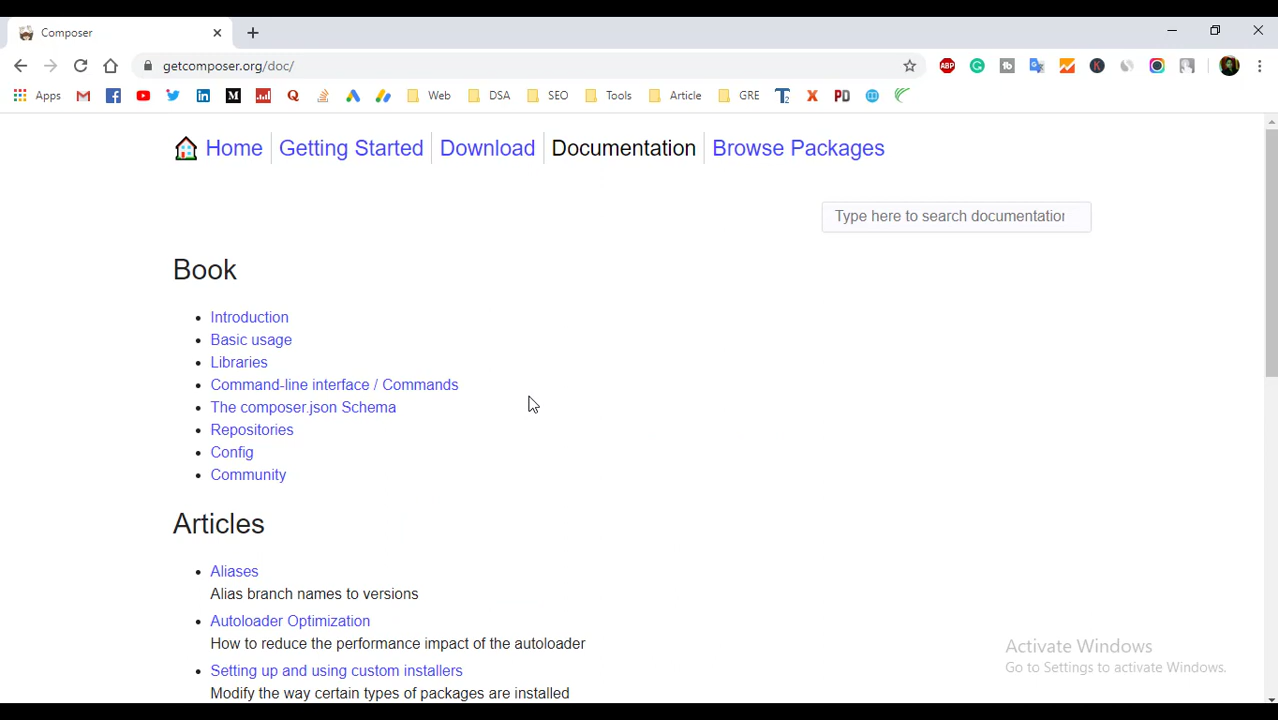 Composer
getcomposer.org/doc/
ABP
Apps Web DSA SEO Tools Article GRE PD
Home Getting Started Download Documentation Browse Packages
Type here to search documentation
Book
Introduction
Basic usage
Libraries
Command-line interface / Commands
The composer.json Schema
Repositories
Config
Community
Articles
Aliases
Alias branch names to versions
Autoloader Optimization
How to reduce the performance impact of the autoloader
Setting up and using custom installers
Modify the way certain types of packages are installed
Activate Windows
Go to Settings to activate Windows.